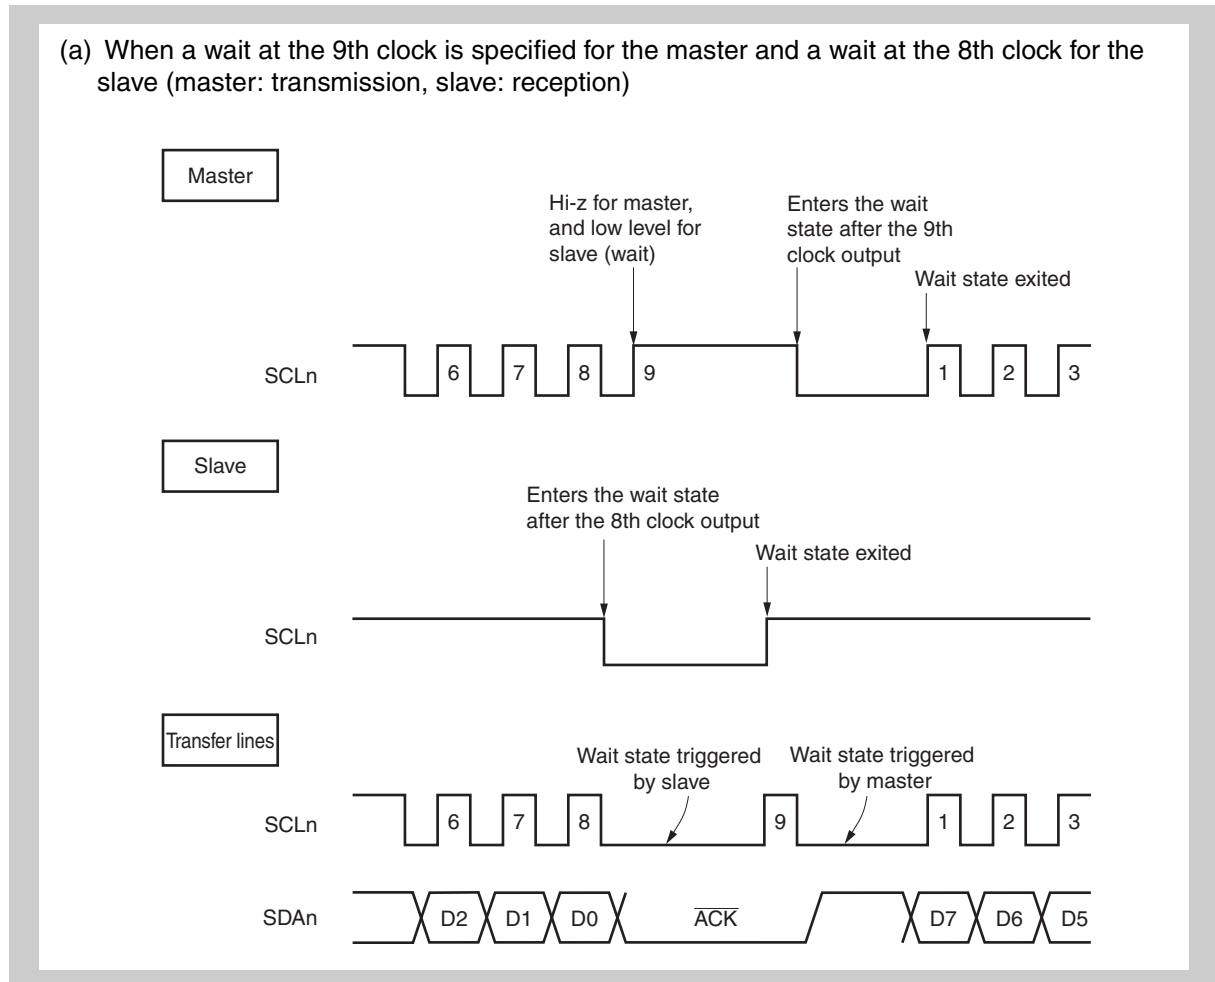 (a) When a wait at the 9th clock is specified for the master and a wait at the 8th clock for the
slave (master: transmission, slave: reception)
Master
Hi-z for master,
and low level for
slave (wait)
Enters the wait
state after the 9th
clock output
Wait state exited
SCLn
6 7 8 9 1 2 3
Slave
Enters the wait state
after the 8th clock output
Wait state exited
SCLn
Transfer lines
Wait state triggered
by slave
Wait state triggered
by master
SCLn
6 7 8 9 1 2 3
SDAn
D2 D1 D0 A̅C̅K̅ D7 D6 D5